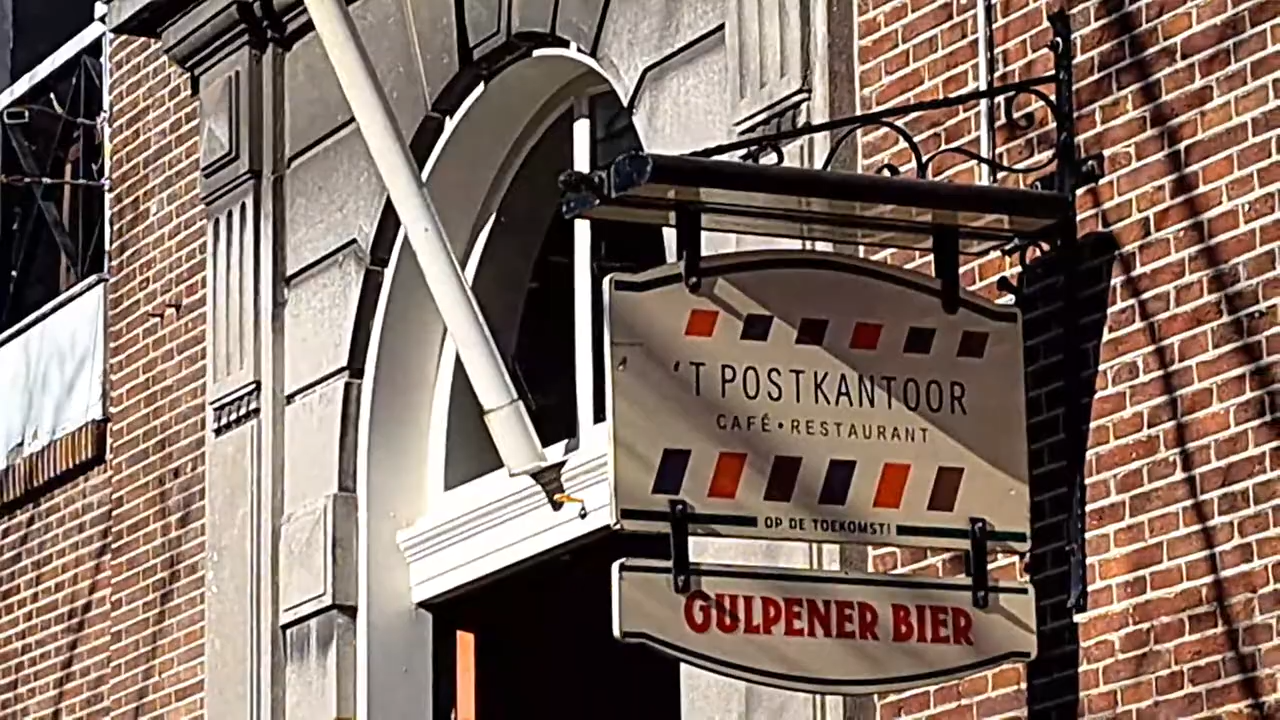 'T POSTKANTOOR
CAFÉ • RESTAURANT
OP DE TOEKOMST!
GULPENER BIER